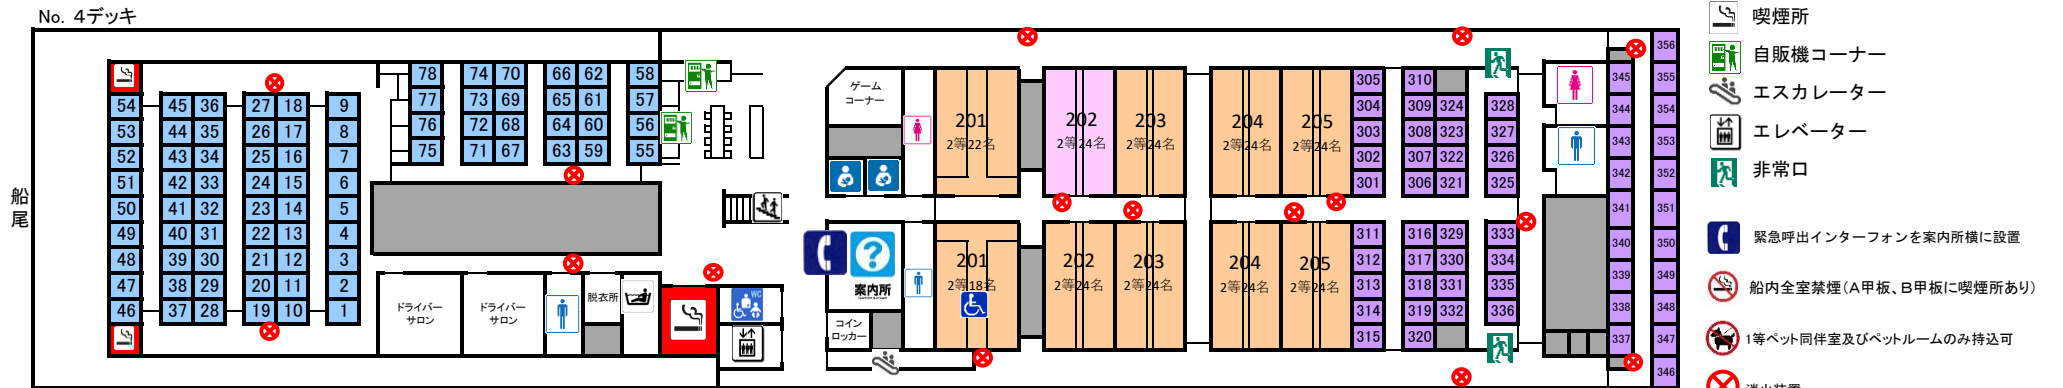 No. 4デッキ
喫煙所
自販機コーナー
エスカレーター
エレベーター
非常口
緊急呼出インターフォンを案内所横に設置
船内全室禁煙(A甲板、B甲板に喫煙所あり)
1等ペット同伴室及びペットルームのみ持込可
船尾
54 45 36 27 18 9
53 44 35 26 17 8
52 43 34 25 16 7
51 42 33 24 15 6
50 41 32 23 14 5
49 40 31 22 13 4
48 39 30 21 12 3
47 38 29 20 11 2
46 37 28 19 10 1
78 74 70 66 62 58
77 73 69 65 61 57
76 72 68 64 60 56
75 71 67 63 59 55
ドライバー
サロン
ドライバー
サロン
脱衣所
WC
ゲーム
コーナー
?
案内所
コイン
ロッカー
201
2等22名
202
2等24名
203
2等24名
204
2等24名
205
2等24名
201
2等18名
202
2等24名
203
2等24名
204
2等24名
205
2等24名
305 310
304 309 324 328
303 308 323 327
302 307 322 326
301 306 321 325
311 316 329 333
312 317 330 334
313 318 331 335
314 319 332 336
315 320
356
345 355
344 354
343 353
342 352
341 351
340 350
339 349
338 348
337 347
346